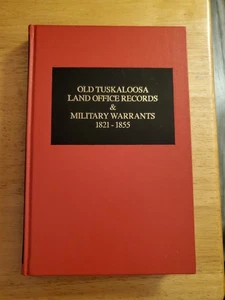 OLD TUSKALOOSA
LAND OFFICE RECORDS
&
MILITARY WARRANTS
1821 - 1855